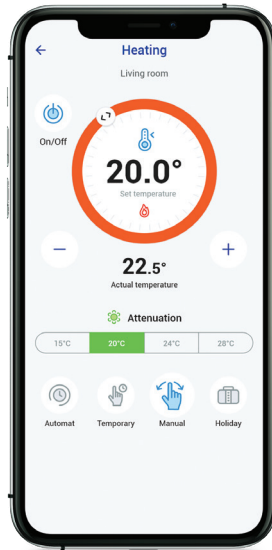 Heating
Living room
On/Off
20.0°
Set temperature
22.5°
Actual temperature
Attenuation
15°C 20°C 24°C 28°C
Automat Temporary Manual Holiday